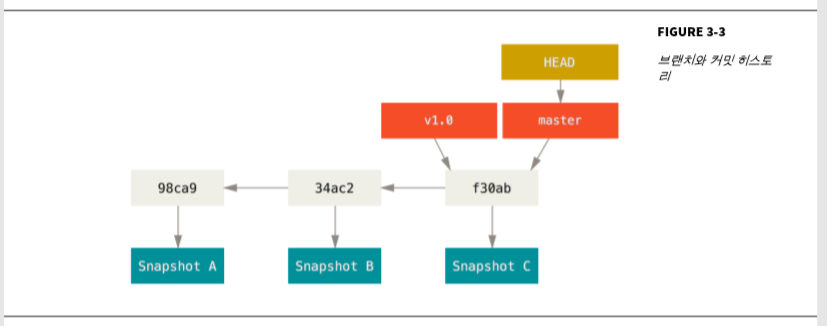 FIGURE 3-3
브랜치와 커밋 히스토
리
HEAD
v1.0
master
98ca9
34ac2
f30ab
Snapshot A
Snapshot B
Snapshot C